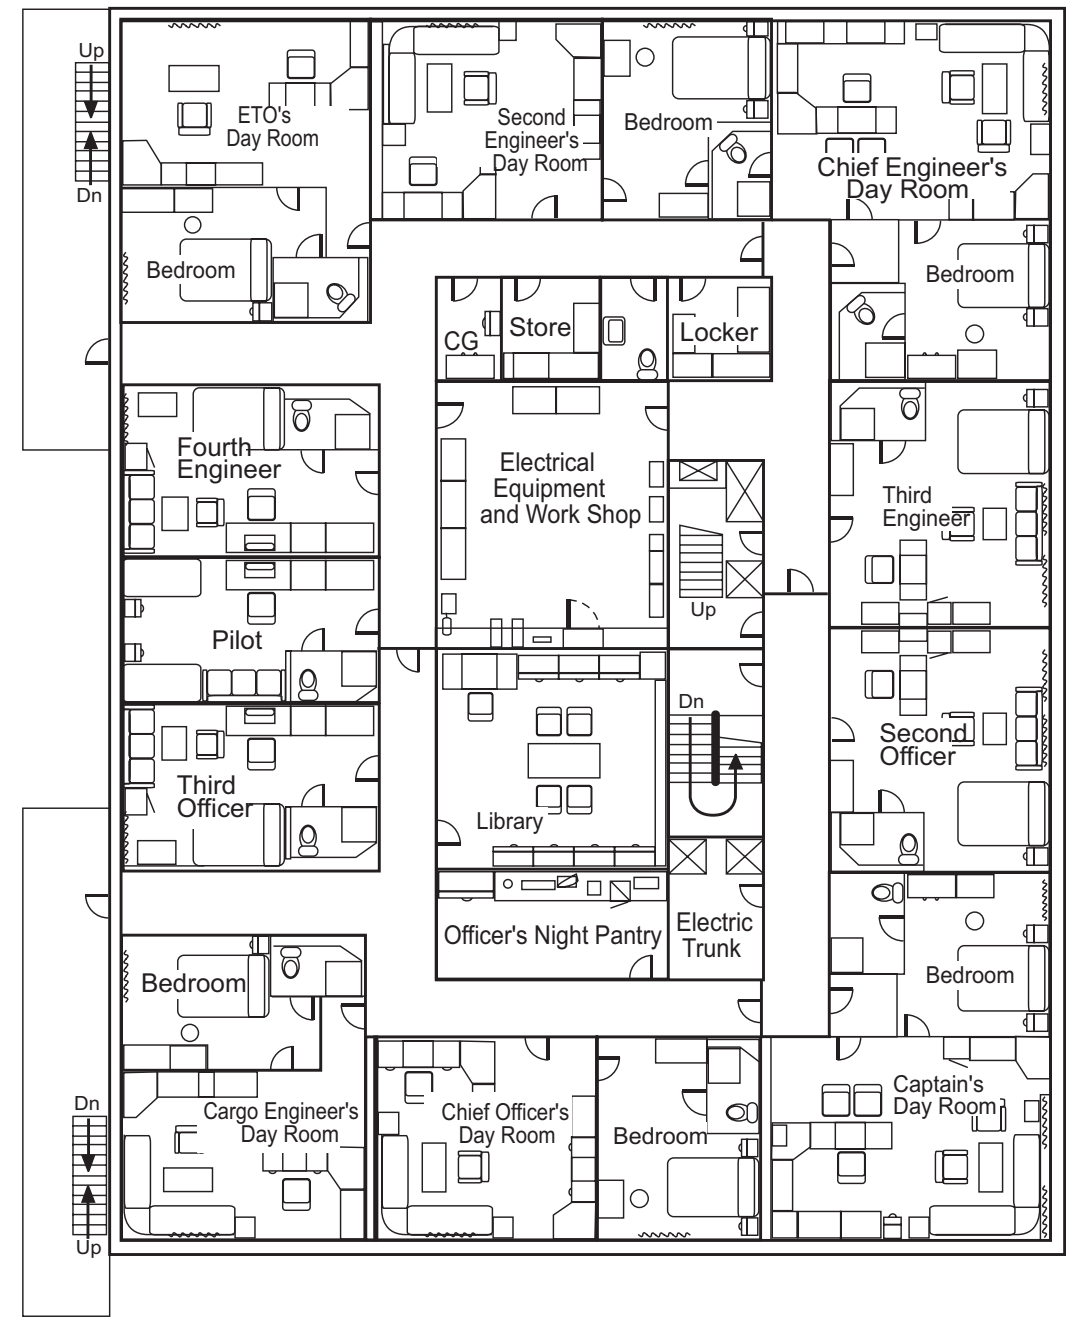 Up
Dn
ETO's
Day Room
Second
Engineer's
Day Room
Bedroom
Chief Engineer's
Day Room
Bedroom
Bedroom
CG
Store
Locker
Fourth
Engineer
Electrical
Equipment
and Work Shop
Third
Engineer
Up
Pilot
Dn
Third
Officer
Library
Second
Officer
Officer's Night Pantry
Electric
Trunk
Bedroom
Bedroom
Dn
Up
Cargo Engineer's
Day Room
Chief Officer's
Day Room
Bedroom
Captain's
Day Room